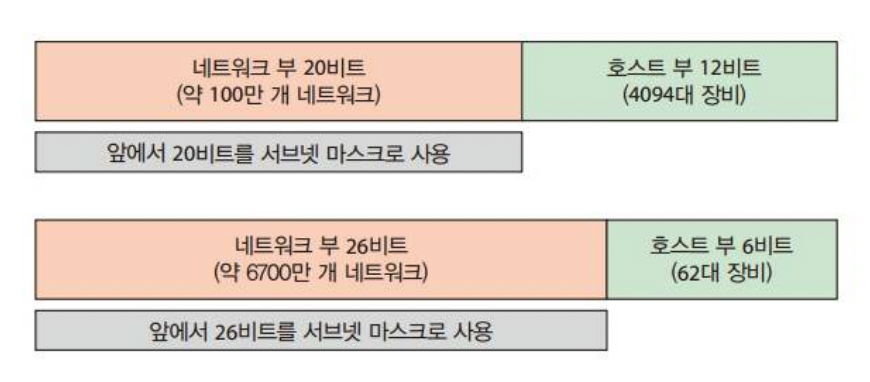 네트워크 부 20비트
(약 100만 개 네트워크)
호스트 부 12비트
(4094대 장비)
앞에서 20비트를 서브넷 마스크로 사용
네트워크 부 26비트
(약 6700만 개 네트워크)
호스트 부 6비트
(62대 장비)
앞에서 26비트를 서브넷 마스크로 사용